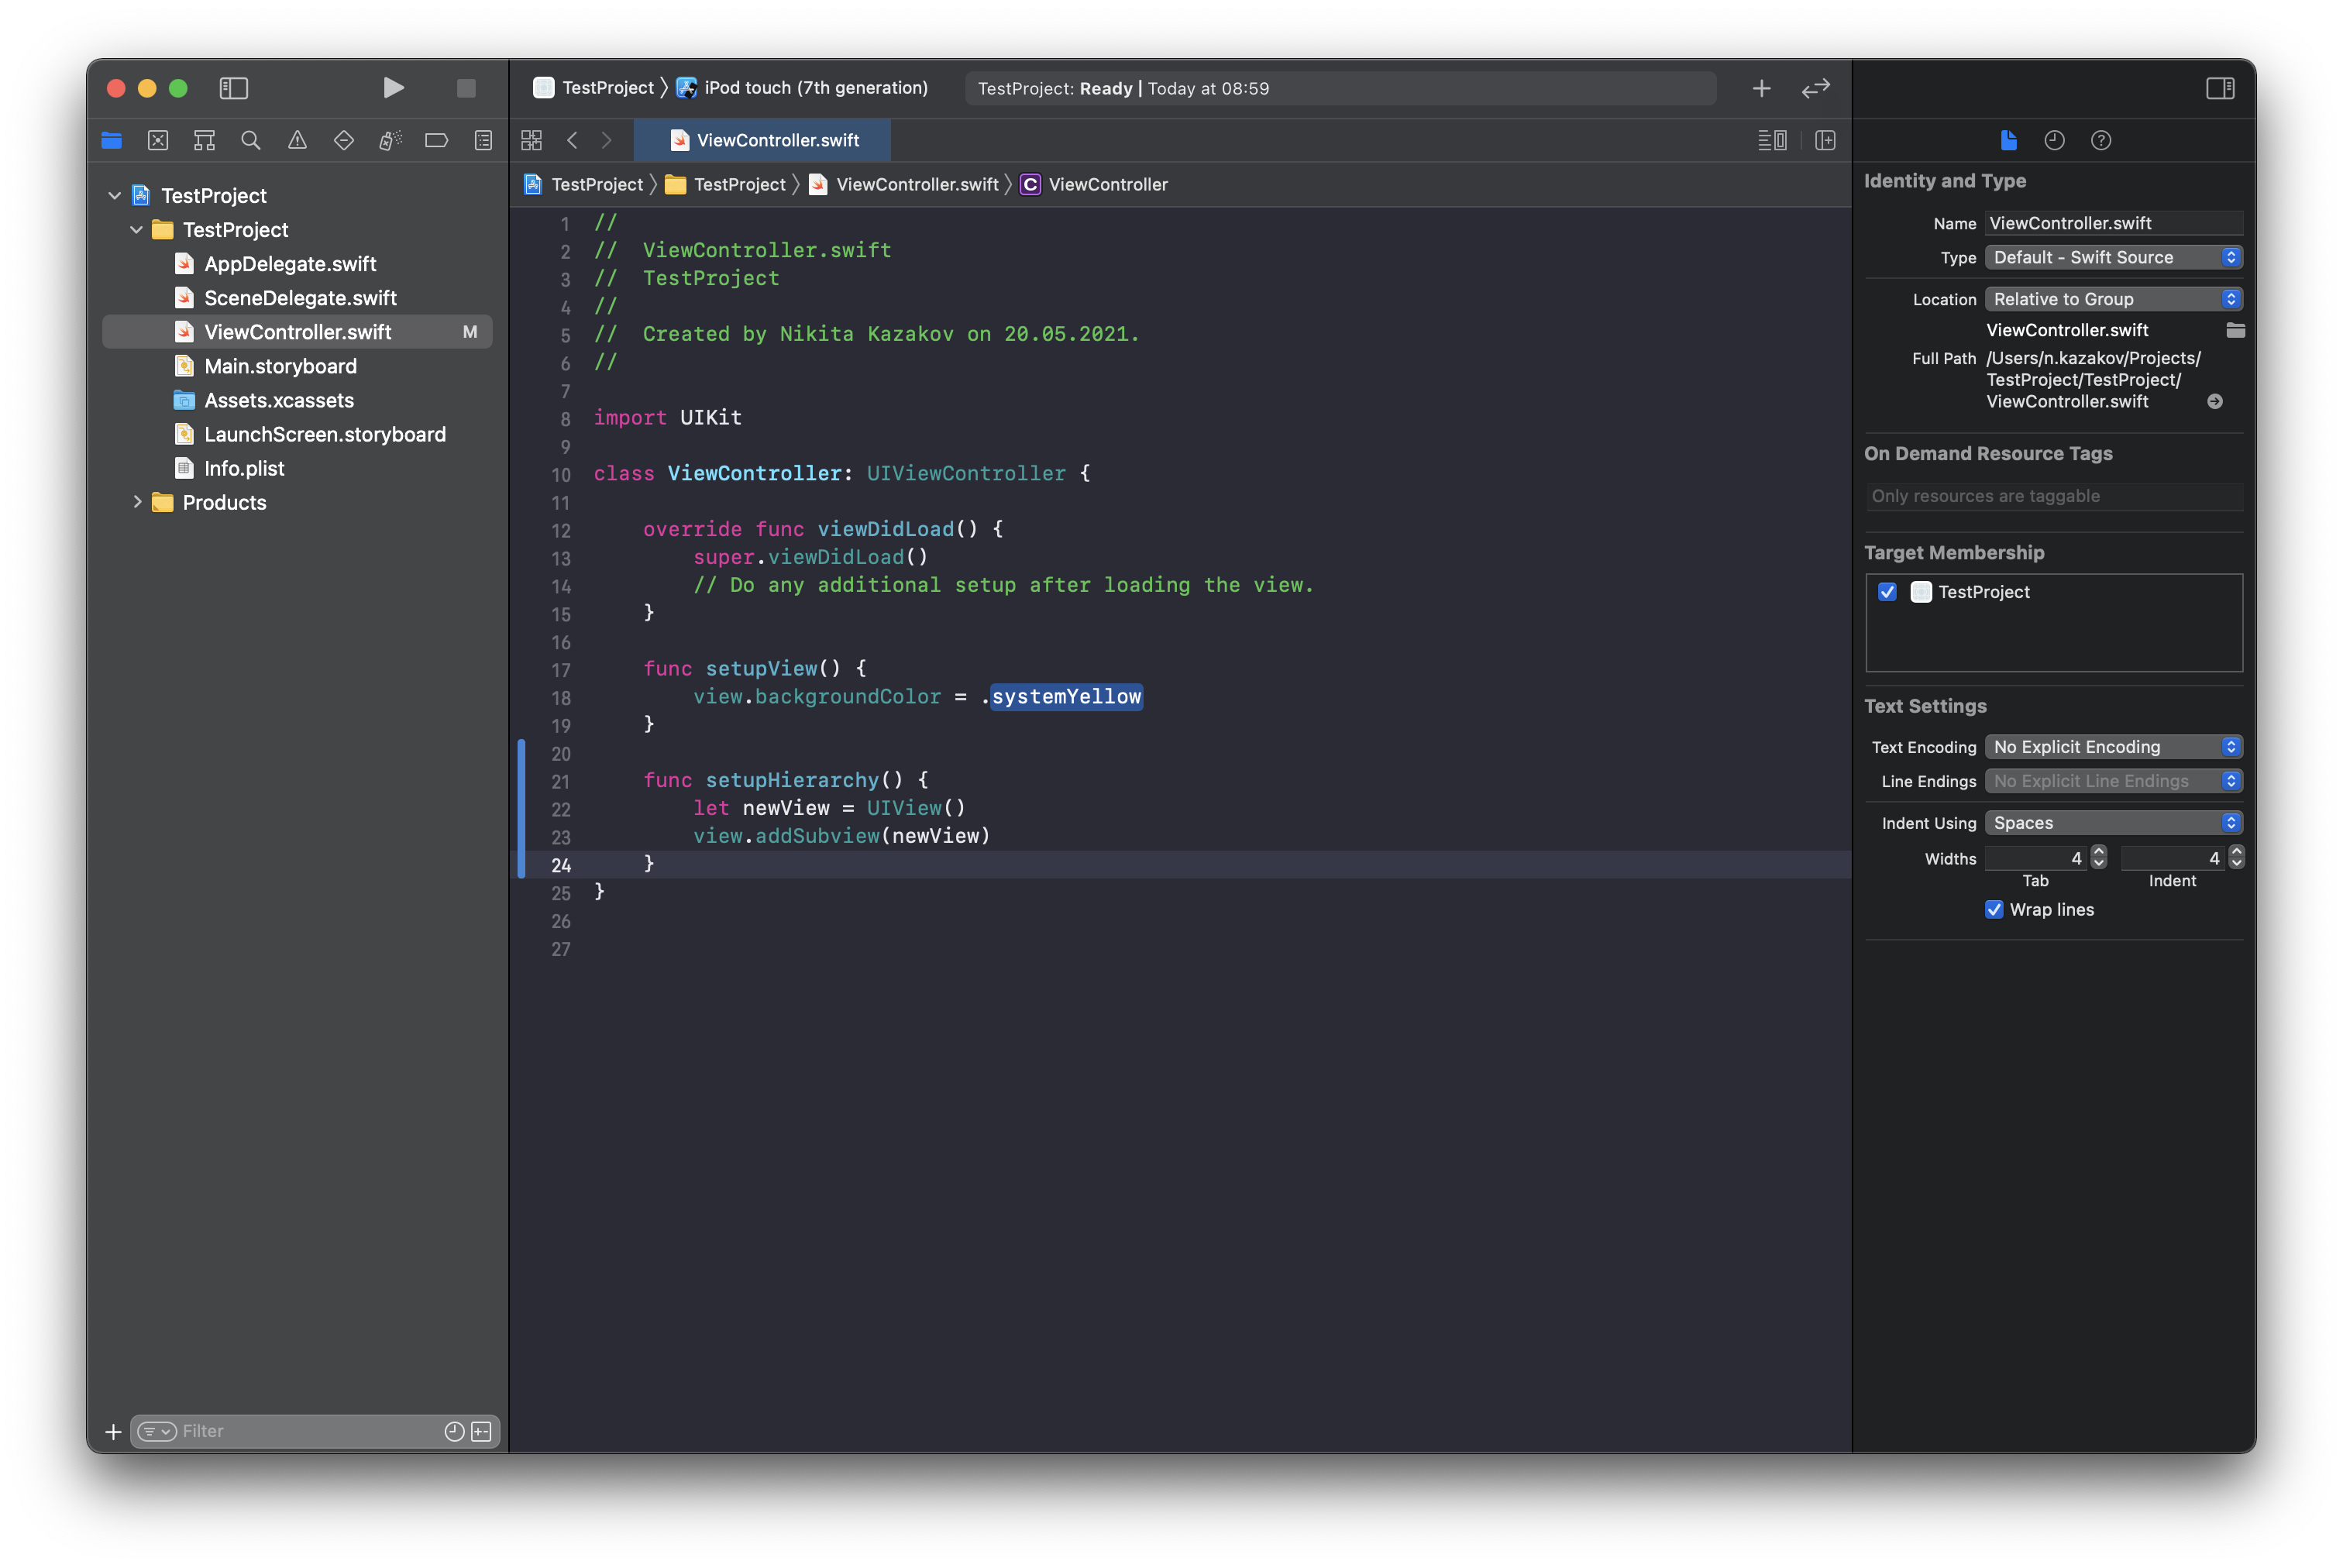 TestProject 〉 iPod touch (7th generation)
TestProject: Ready | Today at 08:59
ViewController.swift
TestProject 〉 TestProject 〉 ViewController.swift 〉 C ViewController
TestProject
TestProject
AppDelegate.swift
SceneDelegate.swift
ViewController.swift M
Main.storyboard
Assets.xcassets
LaunchScreen.storyboard
Info.plist
Products
Filter
1 //
2 //  ViewController.swift
3 //  TestProject
4 //
5 //  Created by Nikita Kazakov on 20.05.2021.
6 //
7
8 import UIKit
9
10 class ViewController: UIViewController {
11
12     override func viewDidLoad() {
13         super.viewDidLoad()
14         // Do any additional setup after loading the view.
15     }
16
17     func setupView() {
18         view.backgroundColor = .systemYellow
19     }
20
21     func setupHierarchy() {
22         let newView = UIView()
23         view.addSubview(newView)
24     }
25 }
26
27
Identity and Type
Name ViewController.swift
Type Default - Swift Source
Location Relative to Group
ViewController.swift
Full Path /Users/n.kazakov/Projects/
TestProject/TestProject/
ViewController.swift
On Demand Resource Tags
Only resources are taggable
Target Membership
TestProject
Text Settings
Text Encoding No Explicit Encoding
Line Endings No Explicit Line Endings
Indent Using Spaces
Widths 4 4
Tab Indent
Wrap lines